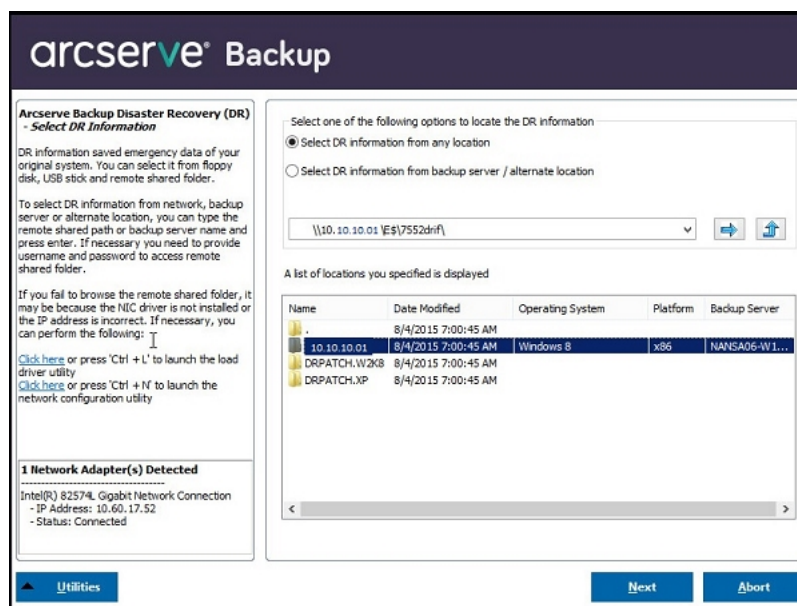 arcserve® Backup
Arcserve Backup Disaster Recovery (DR)
- Select DR Information
DR information saved emergency data of your
original system. You can select it from floppy
disk, USB stick and remote shared folder.
To select DR information from network, backup
server or alternate location, you can type the
remote shared path or backup server name and
press enter. If necessary you need to provide
username and password to access remote
shared folder.
If you fail to browse the remote shared folder, it
may be because the NIC driver is not installed or
the IP address is incorrect. If necessary, you
can perform the following:
Click here or press 'Ctrl + L' to launch the load
driver utility
Click here or press 'Ctrl + N' to launch the
network configuration utility
1 Network Adapter(s) Detected
Intel(R) 82574L Gigabit Network Connection
- IP Address: 10.60.17.52
- Status: Connected
Select one of the following options to locate the DR information
Select DR information from any location
Select DR information from backup server / alternate location
\\10.10.10.01\E$\7552drif\
A list of locations you specified is displayed
Name Date Modified Operating System Platform Backup Server
. 8/4/2015 7:00:45 AM
10.10.10.01 8/4/2015 7:00:45 AM Windows 8 x86 NANSA06-W1...
DRPATCH.W2K8 8/4/2015 7:00:45 AM
DRPATCH.XP 8/4/2015 7:00:45 AM
Utilities Next Abort